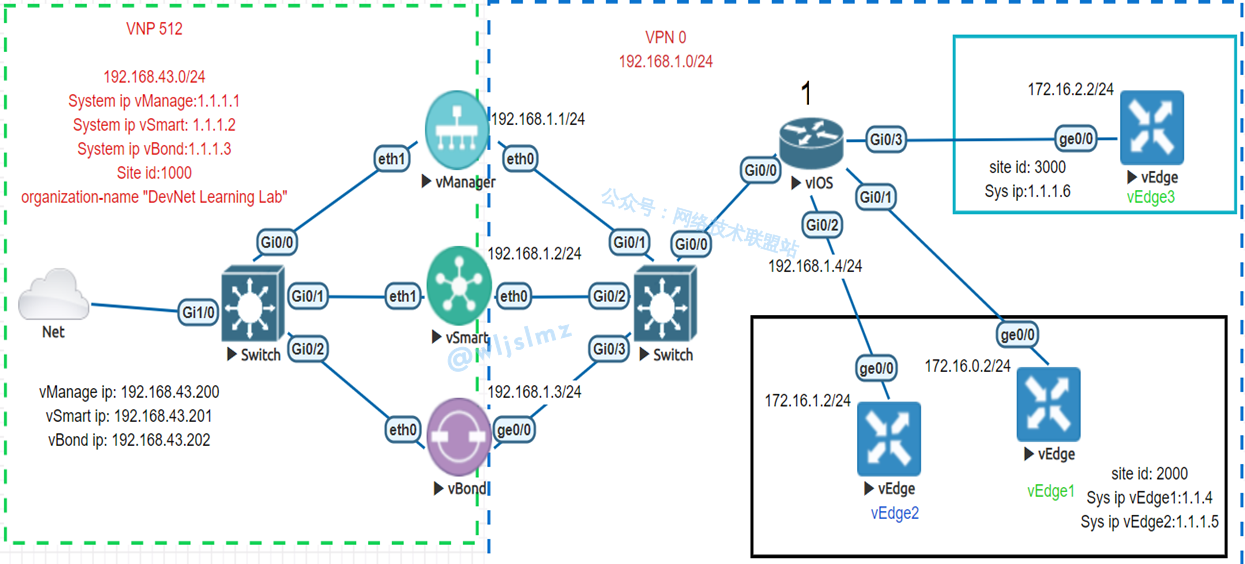 VNP 512
192.168.43.0/24
System ip vManage:1.1.1.1
System ip vSmart: 1.1.1.2
System ip vBond:1.1.1.3
Site id:1000
organization-name "DevNet Learning Lab"
Net
Gi1/0
Gi0/0
Gi0/1
Gi0/2
Switch
vManage ip: 192.168.43.200
vSmart ip: 192.168.43.201
vBond ip: 192.168.43.202
eth1
eth0
vManager
192.168.1.1/24
eth1
eth0
vSmart
192.168.1.2/24
eth0
ge0/0
vBond
192.168.1.3/24
@wljslmz
公众号：网络技术联盟站
VPN 0
192.168.1.0/24
Gi0/1
Gi0/0
Gi0/2
Gi0/3
Switch
1
Gi0/0
Gi0/3
Gi0/1
Gi0/2
vIOS
192.168.1.4/24
172.16.2.2/24
ge0/0
site id: 3000
Sys ip:1.1.1.6
vEdge
vEdge3
ge0/0
172.16.1.2/24
vEdge
vEdge2
ge0/0
172.16.0.2/24
vEdge
vEdge1
site id: 2000
Sys ip vEdge1:1.1.4
Sys ip vEdge2:1.1.1.5